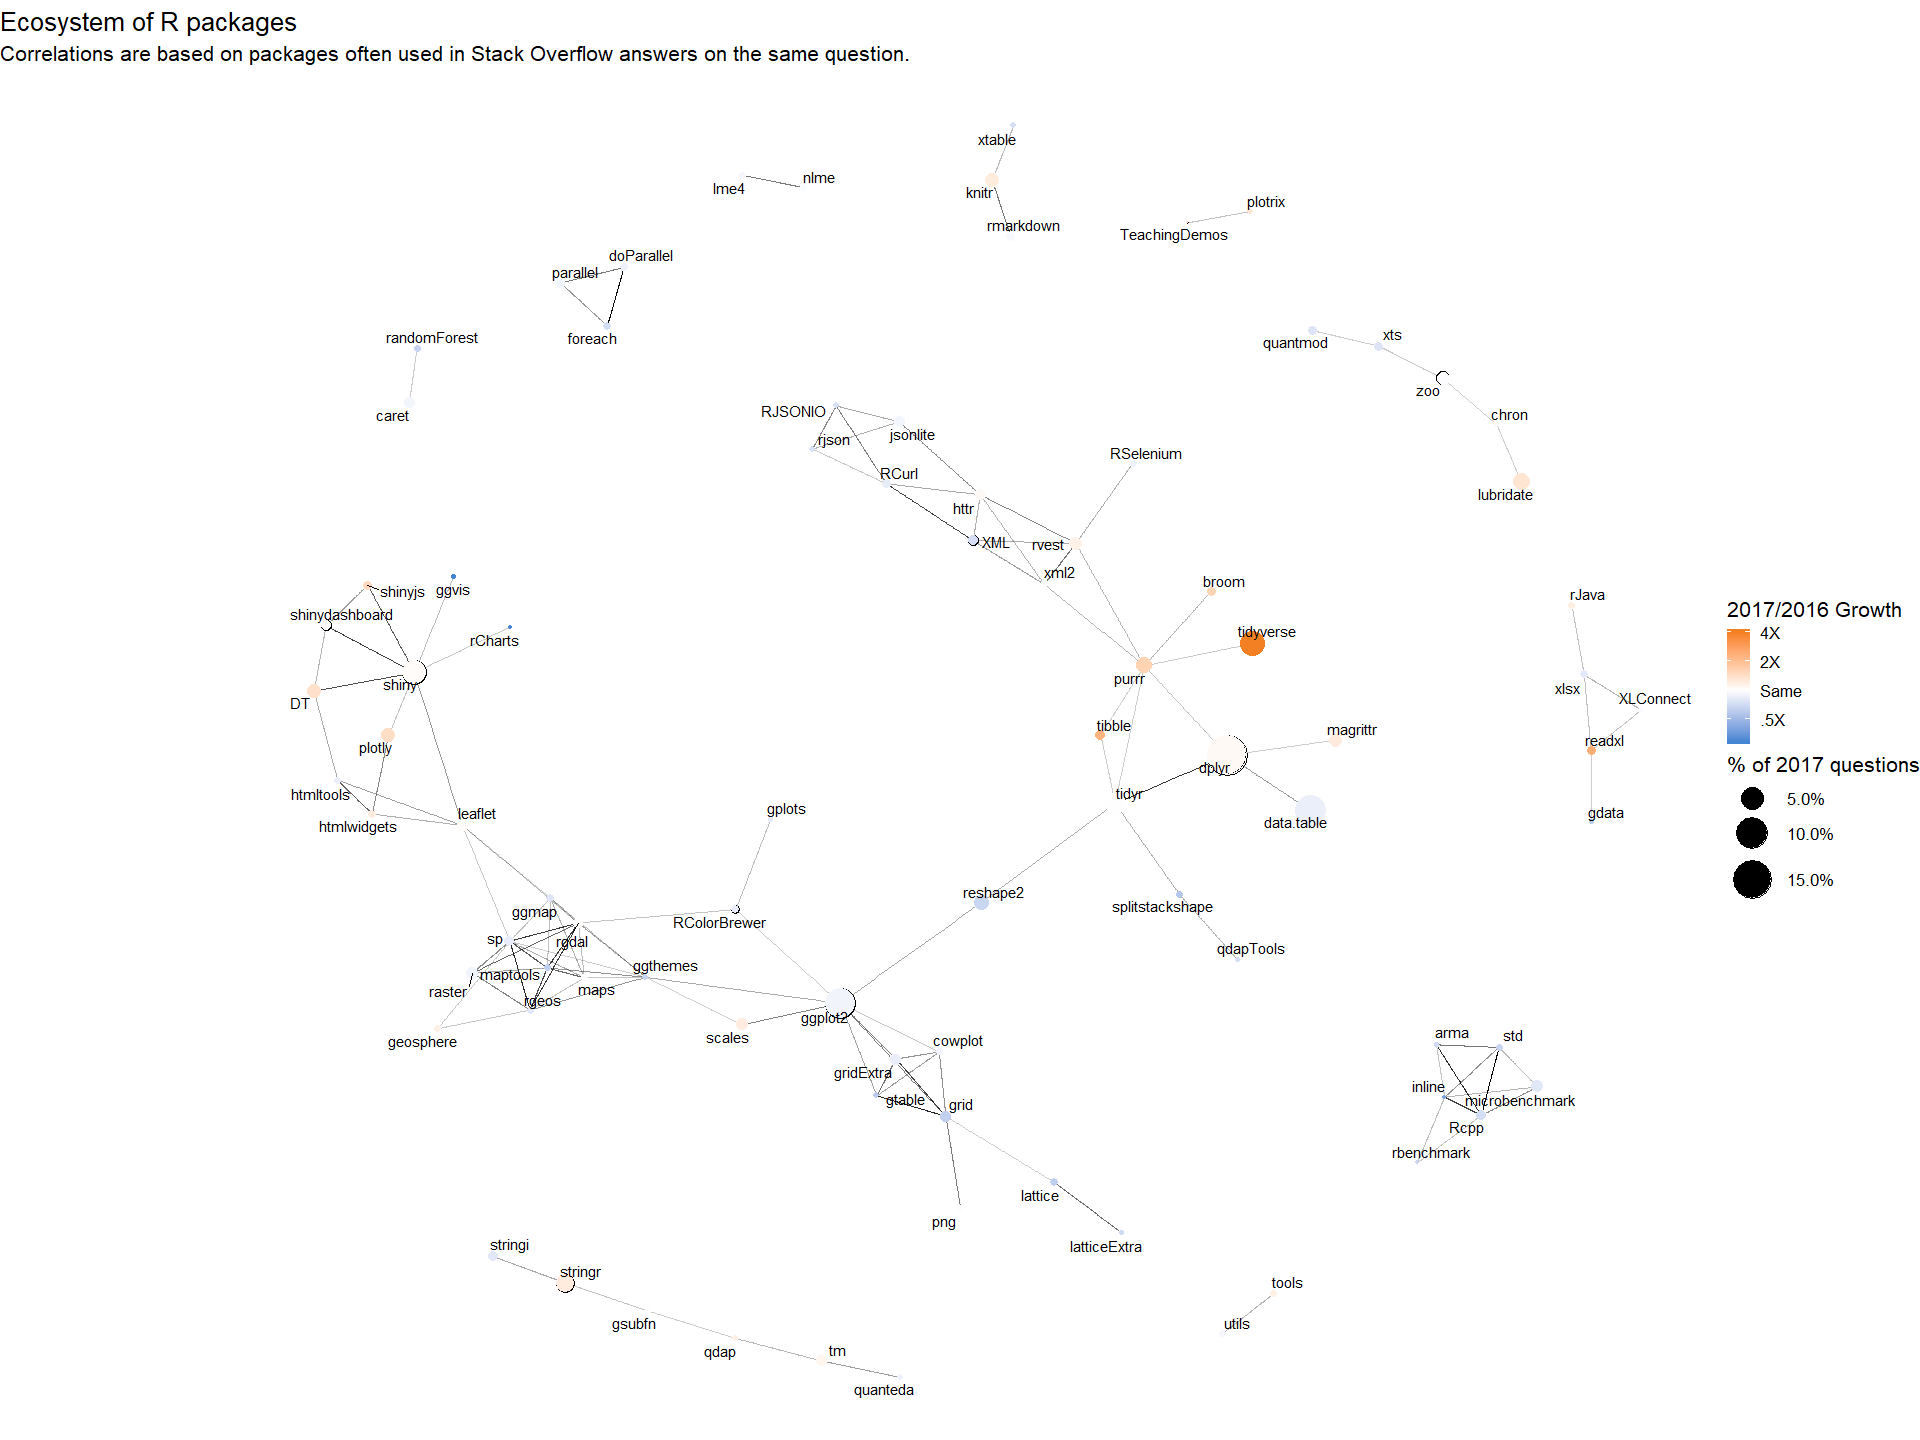 Ecosystem of R packages
Correlations are based on packages often used in Stack Overflow answers on the same question.
xtable
nlme
lme4
knitr
plotrix
rmarkdown
TeachingDemos
doParallel
parallel
randomForest
foreach
xts
quantmod
zoo
RJSONIO
caret
chron
jsonlite
rjson
RSelenium
RCurl
lubridate
httr
XML
rvest
xml2
broom
ggvis
shinyjs
rJava
shinydashboard
tidyverse
rCharts
purrr
shiny
xlsx
XLConnect
DT
tibble
magrittr
readxl
plotly
dplyr
htmltools
tidyr
gplots
leaflet
gdata
htmlwidgets
data.table
reshape2
splitstackshape
ggmap
RColorBrewer
sp
rgdal
qdapTools
ggthemes
maptools
raster
maps
rgeos
ggplot2
scales
geosphere
cowplot
arma
std
gridExtra
inline
gtable
grid
microbenchmark
Rcpp
rbenchmark
lattice
png
latticeExtra
stringi
stringr
tools
gsubfn
utils
qdap
tm
quanteda
2017/2016 Growth
4X
2X
Same
.5X
% of 2017 questions
5.0%
10.0%
15.0%